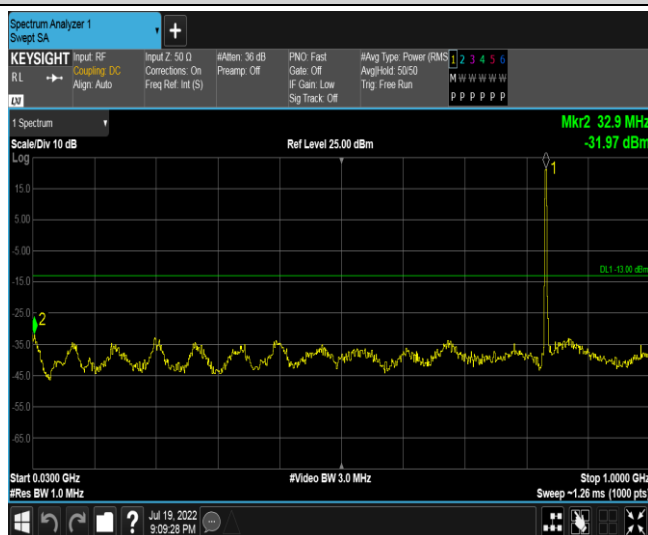 Spectrum Analyzer 1
Swept SA
KEYSIGHT
RL
Input: RF
Coupling: DC
Align: Auto
Input Z: 50 Ω
Corrections: On
Freq Ref: Int (S)
#Atten: 36 dB
Preamp: Off
PNO: Fast
Gate: Off
IF Gain: Low
Sig Track: Off
#Avg Type: Power (RMS
Avg|Hold: 50/50
Trig: Free Run
1 2 3 4 5 6
M W W W W W
P P P P P P
LXI
1 Spectrum
Mkr2 32.9 MHz
Scale/Div 10 dB
Ref Level 25.00 dBm
-31.97 dBm
Log
1
15.0
5.00
-5.00
DL1 -13.00 dBm
-15.0
-25.0
2
-35.0
-45.0
-55.0
-65.0
Start 0.0300 GHz
#Video BW 3.0 MHz
Stop 1.0000 GHz
#Res BW 1.0 MHz
Sweep ~1.26 ms (1000 pts)
?
Jul 19, 2022
9:09:28 PM